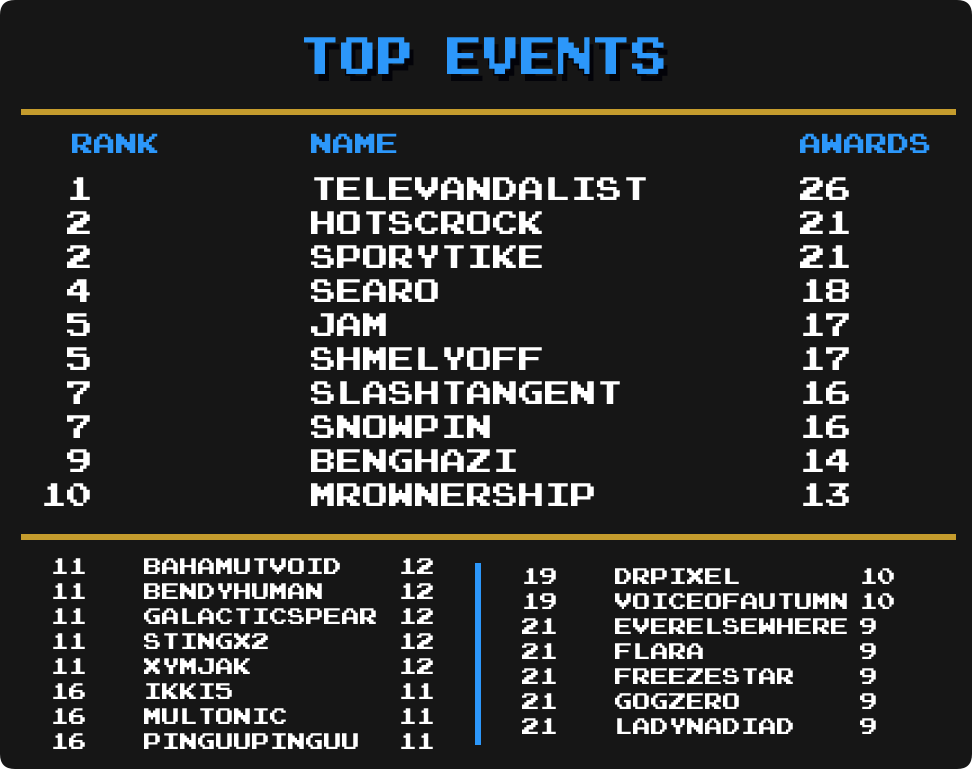 TOP EVENTS
RANK NAME AWARDS
1 TELEVANDALIST 26
2 HOTSCROCK 21
2 SPORYTIKE 21
4 SEARO 18
5 JAM 17
5 SHMELYOFF 17
7 SLASHTANGENT 16
7 SNOWPIN 16
9 BENGHAZI 14
10 MROWNERSHIP 13
11 BAHAMUTVOID 12
11 BENDYHUMAN 12
11 GALACTICSPEAR 12
11 STINGX2 12
11 XYMJAK 12
16 IKKI5 11
16 MULTONIC 11
16 PINGUUPINGUU 11
19 DRPIXEL 10
19 VOICEOFAUTUMN 10
21 EVERELSEWHERE 9
21 FLARA 9
21 FREEZESTAR 9
21 GOGZERO 9
21 LADYNADIAD 9